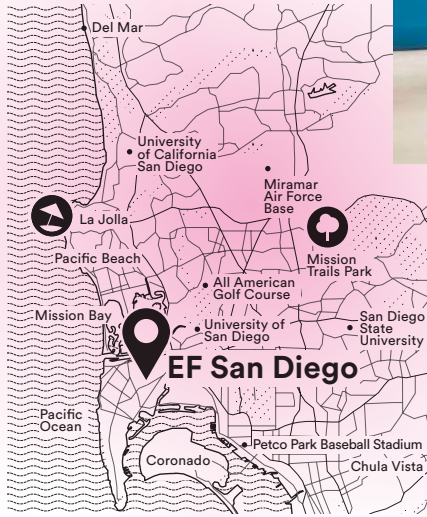 Del Mar
University
of California
San Diego
Miramar
Air Force
Base
La Jolla
Mission
Trails Park
Pacific Beach
All American
Golf Course
Mission Bay
University of
San Diego
San Diego
State
University
EF San Diego
Pacific
Ocean
Petco Park Baseball Stadium
Coronado
Chula Vista